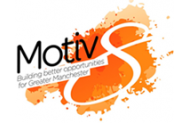 Motiv8
Building better opportunities
for Greater Manchester